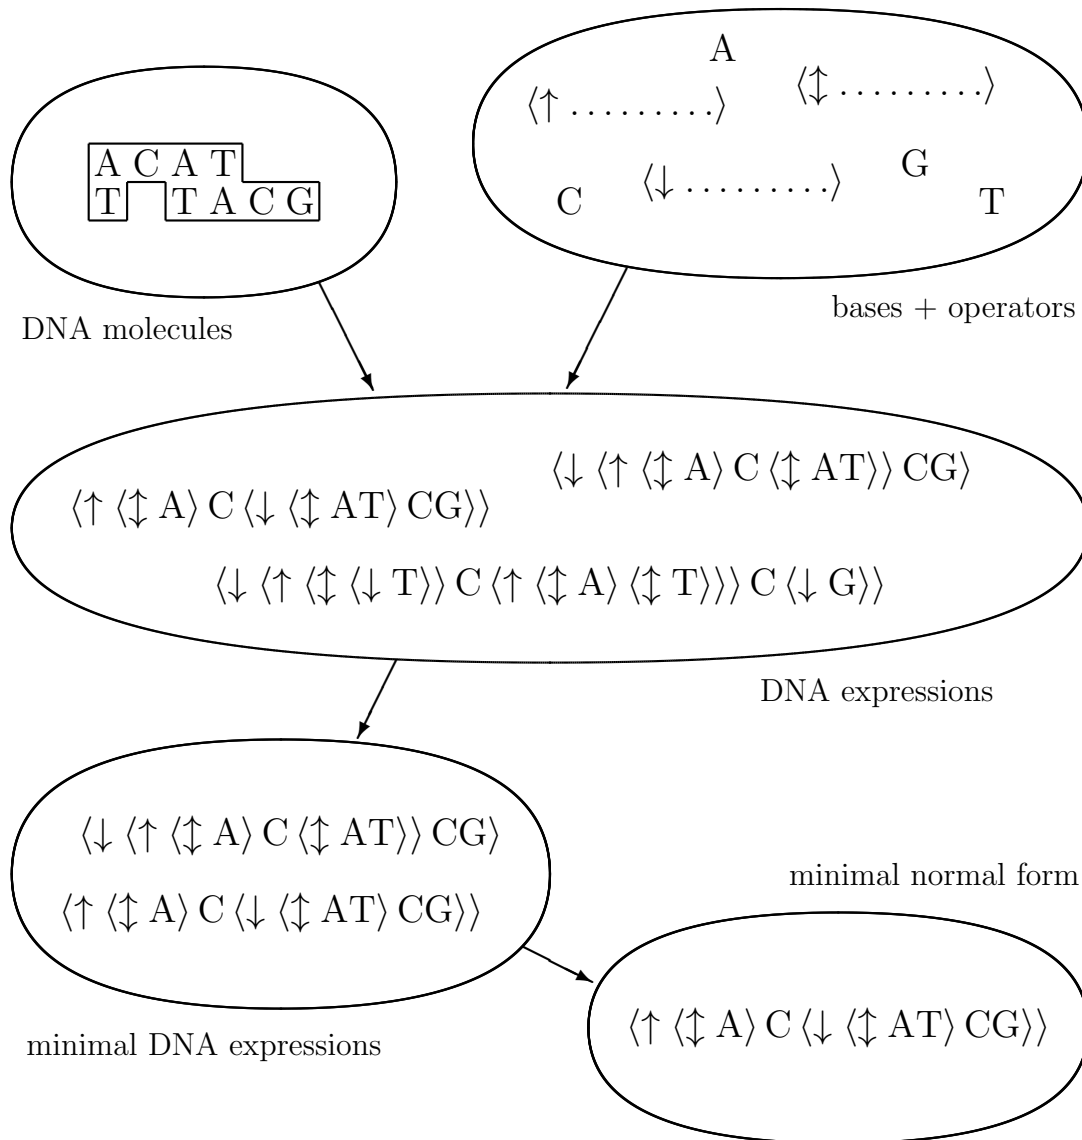 A C A T
T T A C G
DNA molecules
A
⟨↑ . . . . . . . . .⟩
⟨↕ . . . . . . . . .⟩
C
⟨↓ . . . . . . . . .⟩
G
T
bases + operators
⟨↓ ⟨↑ ⟨↕ A⟩ C ⟨↕ AT⟩⟩ CG⟩
⟨↑ ⟨↕ A⟩ C ⟨↓ ⟨↕ AT⟩ CG⟩⟩
⟨↓ ⟨↑ ⟨↕ ⟨↓ T⟩⟩ C ⟨↑ ⟨↕ A⟩ ⟨↕ T⟩⟩⟩ C ⟨↓ G⟩⟩
DNA expressions
⟨↓ ⟨↑ ⟨↕ A⟩ C ⟨↕ AT⟩⟩ CG⟩
⟨↑ ⟨↕ A⟩ C ⟨↓ ⟨↕ AT⟩ CG⟩⟩
minimal DNA expressions
minimal normal form
⟨↑ ⟨↕ A⟩ C ⟨↓ ⟨↕ AT⟩ CG⟩⟩